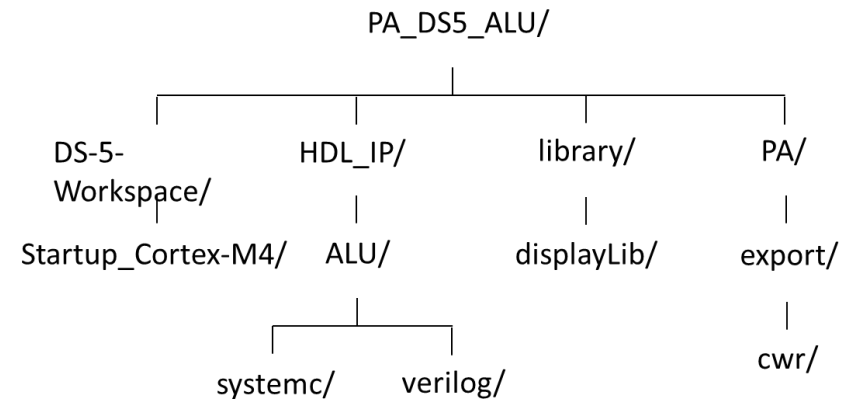 PA_DS5_ALU/
DS-5-
Workspace/
HDL_IP/
library/
PA/
Startup_Cortex-M4/
ALU/
displayLib/
export/
systemc/
verilog/
cwr/